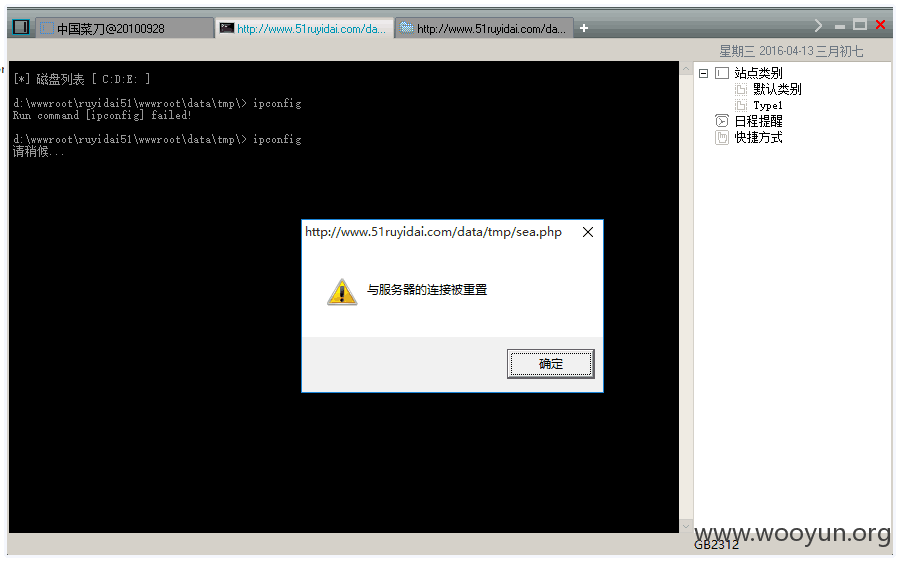 中国菜刀@20100928
http://www.51ruyidai.com/da...
http://www.51ruyidai.com/da...
星期三 2016-04-13 三月初七
[*] 磁盘列表 [ C:D:E: ]
d:\wwwroot\ruyidai51\wwwroot\data\tmp\> ipconfig
Run command [ipconfig] failed!
d:\wwwroot\ruyidai51\wwwroot\data\tmp\> ipconfig
请稍候...
站点类别
默认类别
Type1
日程提醒
快捷方式
http://www.51ruyidai.com/data/tmp/sea.php
与服务器的连接被重置
确定
www.wooyun.org
GB2312